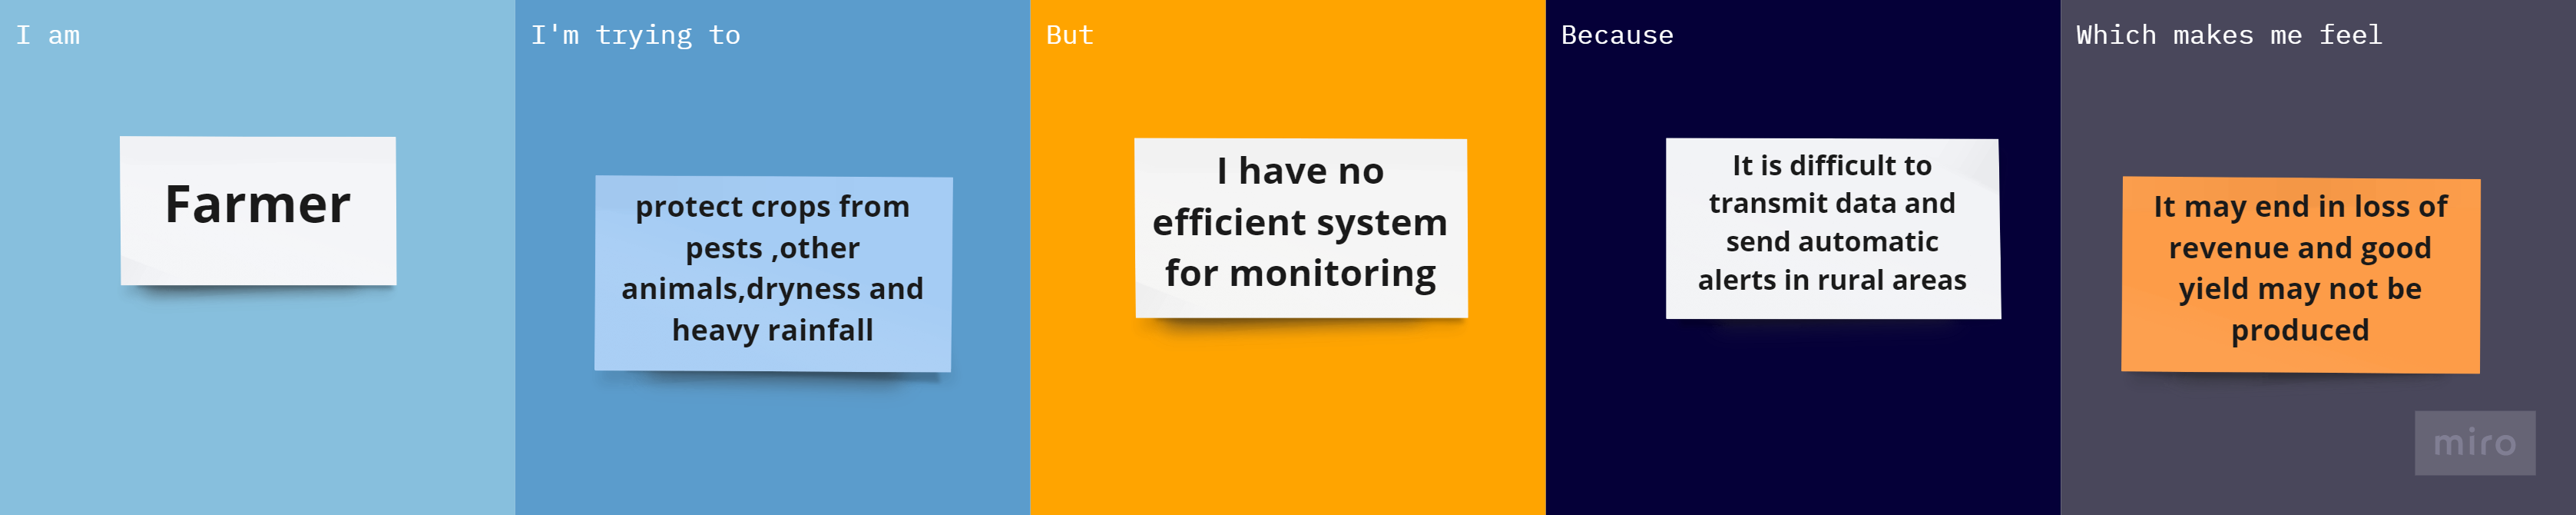 I am
Farmer
I'm trying to
protect crops from
pests ,other
animals,dryness and
heavy rainfall
But
I have no
efficient system
for monitoring
Because
It is difficult to
transmit data and
send automatic
alerts in rural areas
Which makes me feel
It may end in loss of
revenue and good
yield may not be
produced
miro